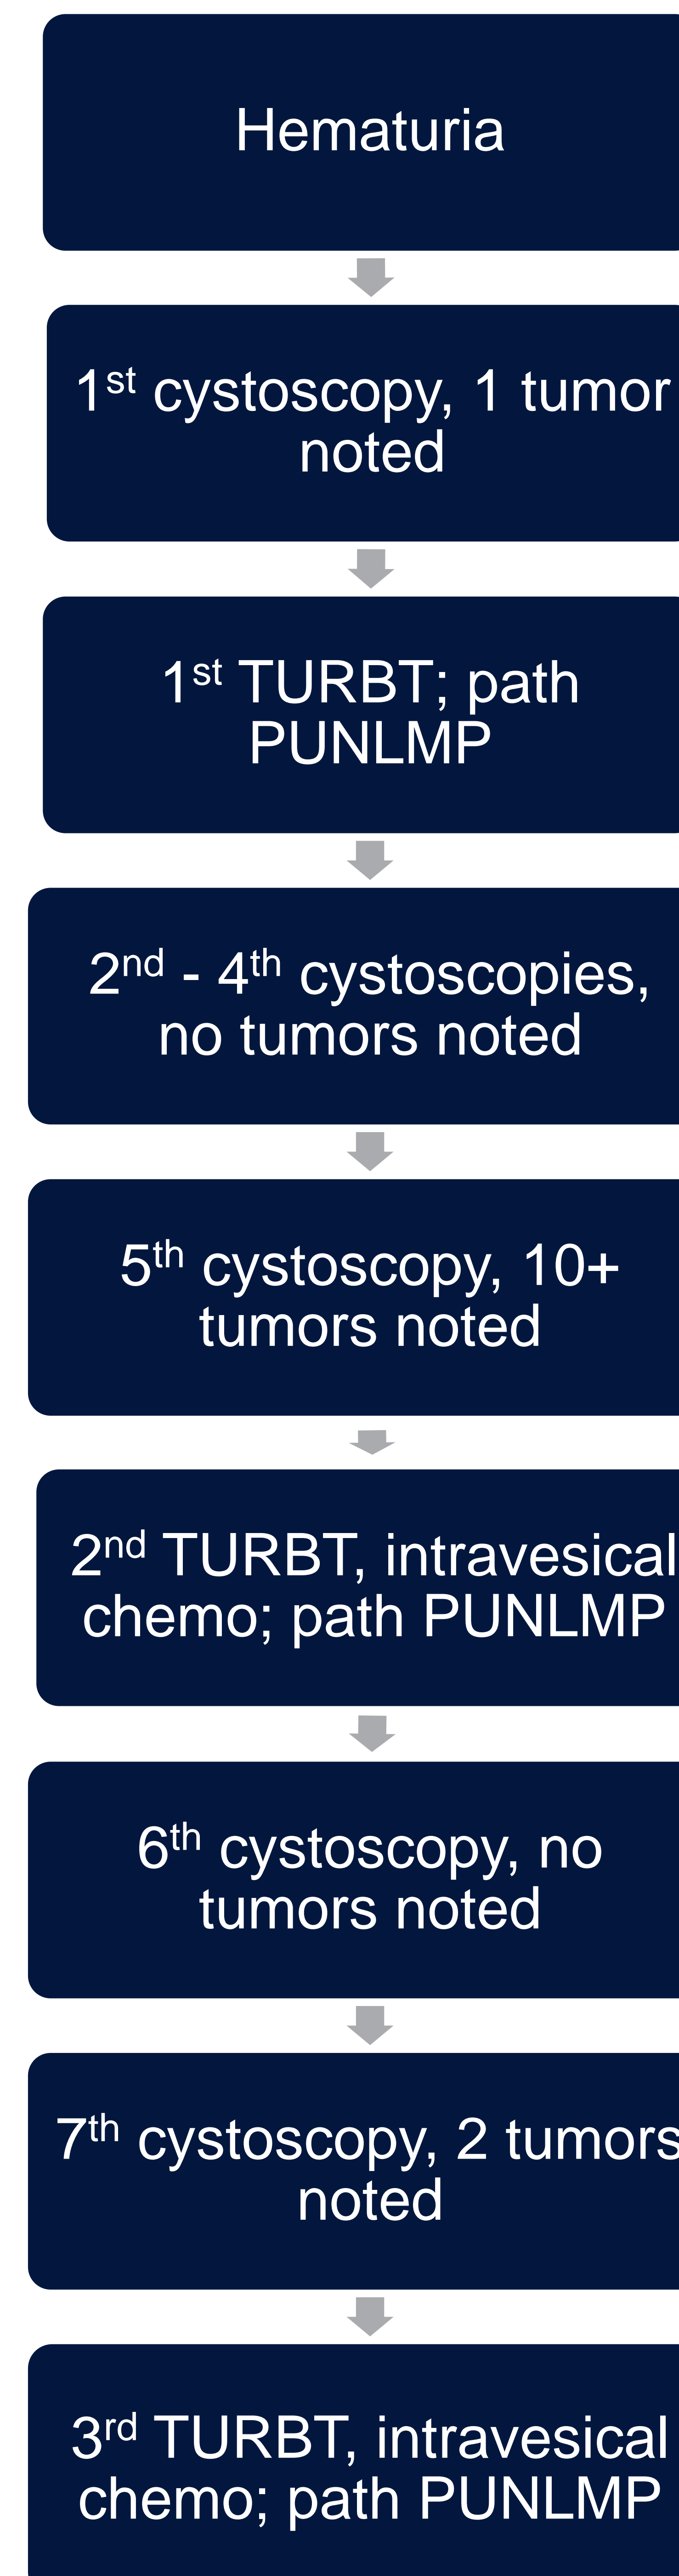 Hematuria
1st cystoscopy, 1 tumor
noted
1st TURBT; path
PUNLMP
2nd - 4th cystoscopies,
no tumors noted
5th cystoscopy, 10+
tumors noted
2nd TURBT, intravesical
chemo; path PUNLMP
6th cystoscopy, no
tumors noted
7th cystoscopy, 2 tumors
noted
3rd TURBT, intravesical
chemo; path PUNLMP